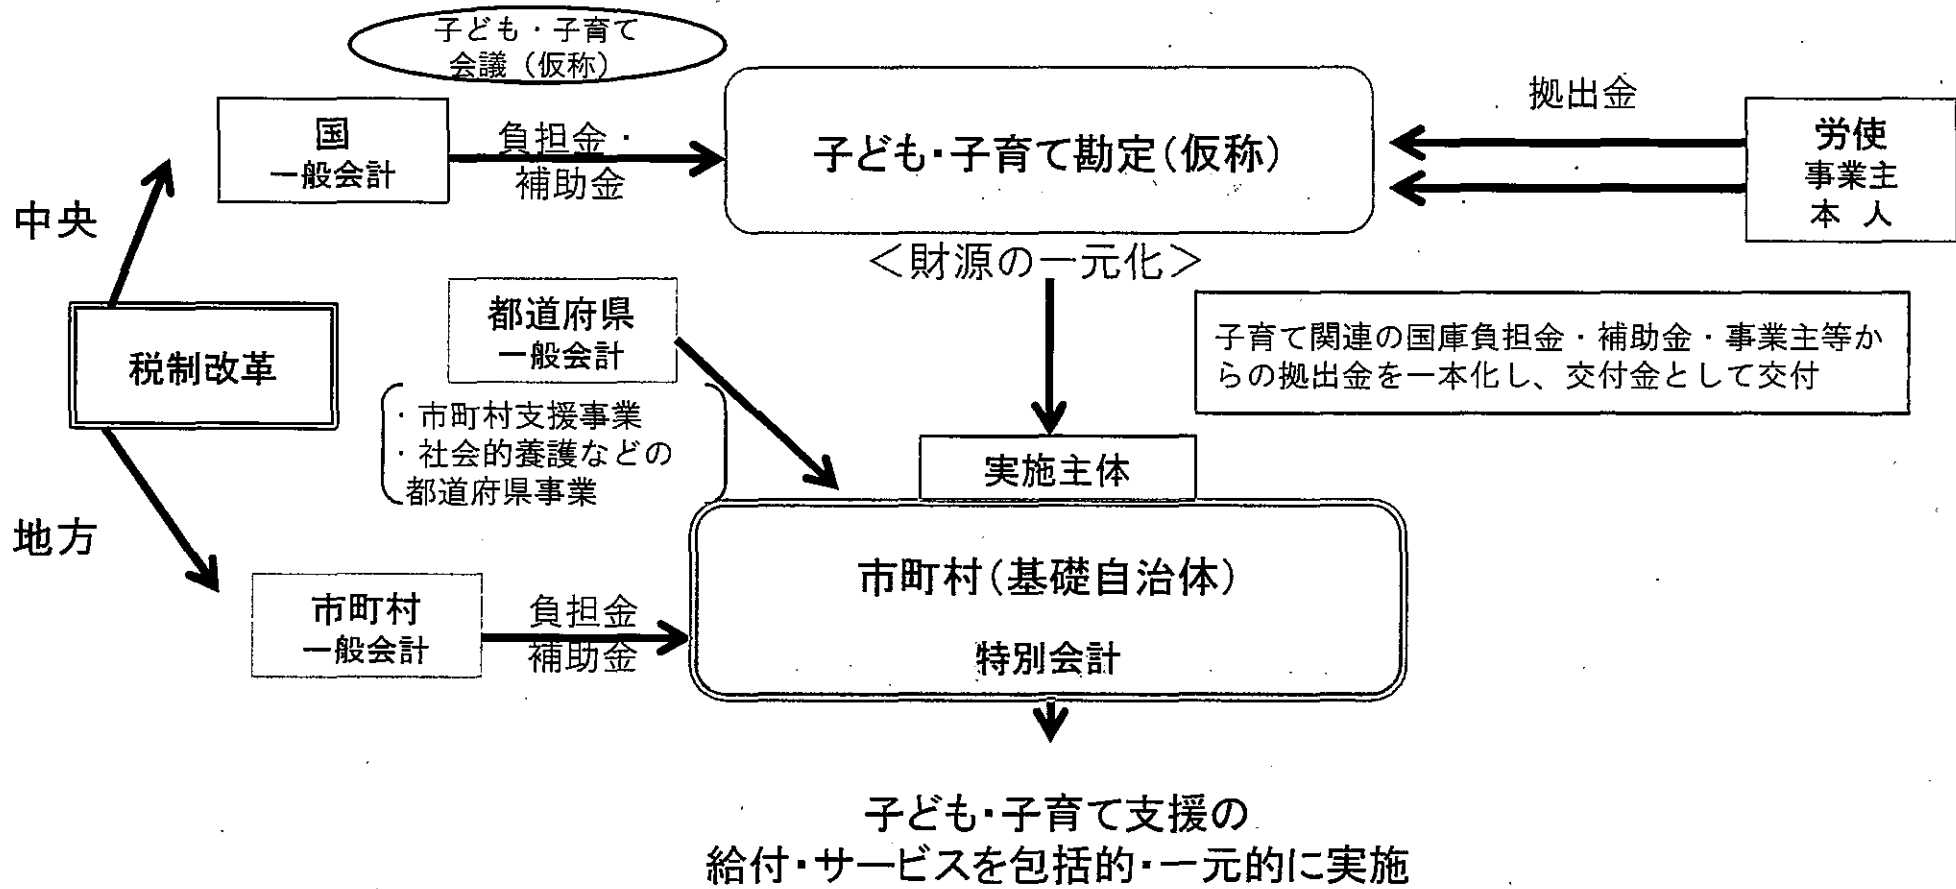 子ども・子育て
会議（仮称）
国
一般会計
負担金・
補助金
子ども・子育て勘定（仮称）
拠出金
労使
事業主
本　人
中央
＜財源の一元化＞
税制改革
都道府県
一般会計
・市町村支援事業
・社会的養護などの
都道府県事業
子育て関連の国庫負担金・補助金・事業主等か
らの拠出金を一本化し、交付金として交付
実施主体
地方
市町村
一般会計
負担金
補助金
市町村（基礎自治体）
特別会計
子ども・子育て支援の
給付・サービスを包括的・一元的に実施